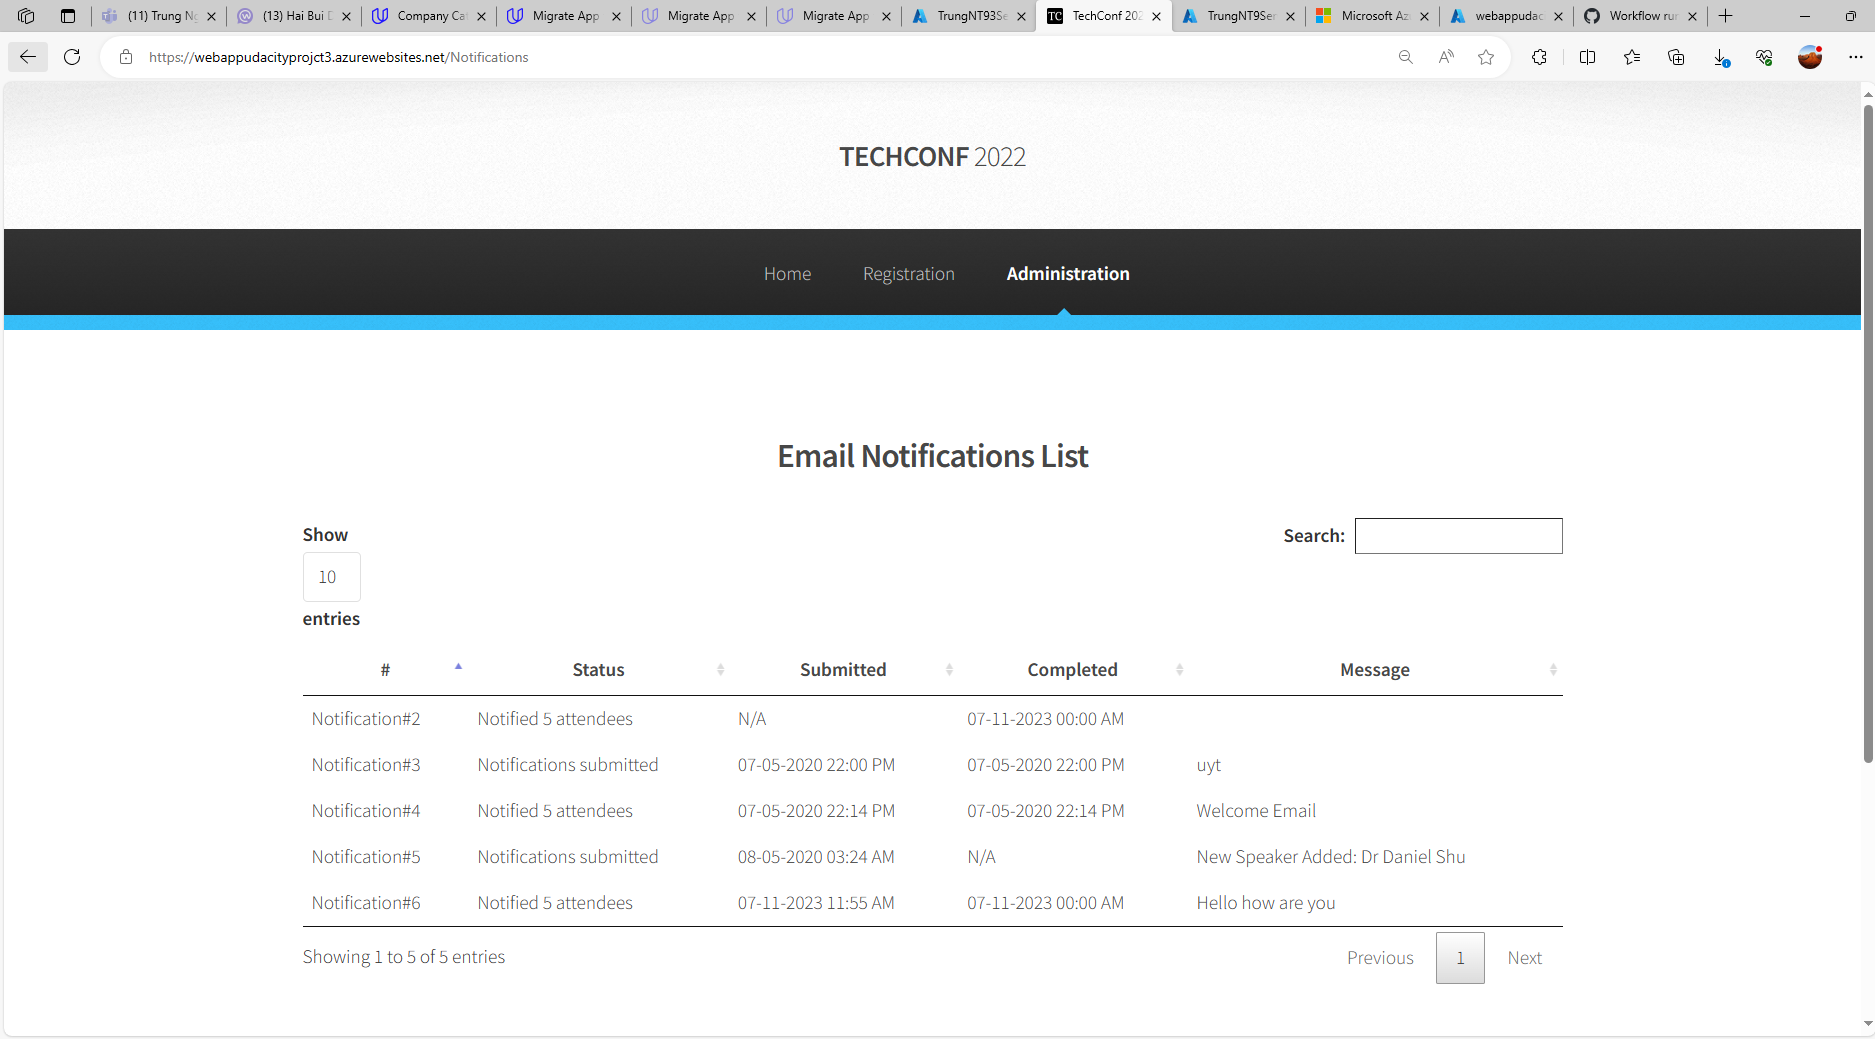 (11) Trung Ng
(13) Hai Bui D
Company Ca
Migrate App
Migrate App
Migrate App
TrungNT93Se
TechConf 202
TrungNT9Ser
Microsoft Az
webappudac
Workflow run
https://webappudacityprojct3.azurewebsites.net/Notifications
TECHCONF 2022
Home Registration Administration
Email Notifications List
Show
10
entries
Search:
# Status Submitted Completed Message
Notification#2 Notified 5 attendees N/A 07-11-2023 00:00 AM
Notification#3 Notifications submitted 07-05-2020 22:00 PM 07-05-2020 22:00 PM uyt
Notification#4 Notified 5 attendees 07-05-2020 22:14 PM 07-05-2020 22:14 PM Welcome Email
Notification#5 Notifications submitted 08-05-2020 03:24 AM N/A New Speaker Added: Dr Daniel Shu
Notification#6 Notified 5 attendees 07-11-2023 11:55 AM 07-11-2023 00:00 AM Hello how are you
Showing 1 to 5 of 5 entries
Previous 1 Next